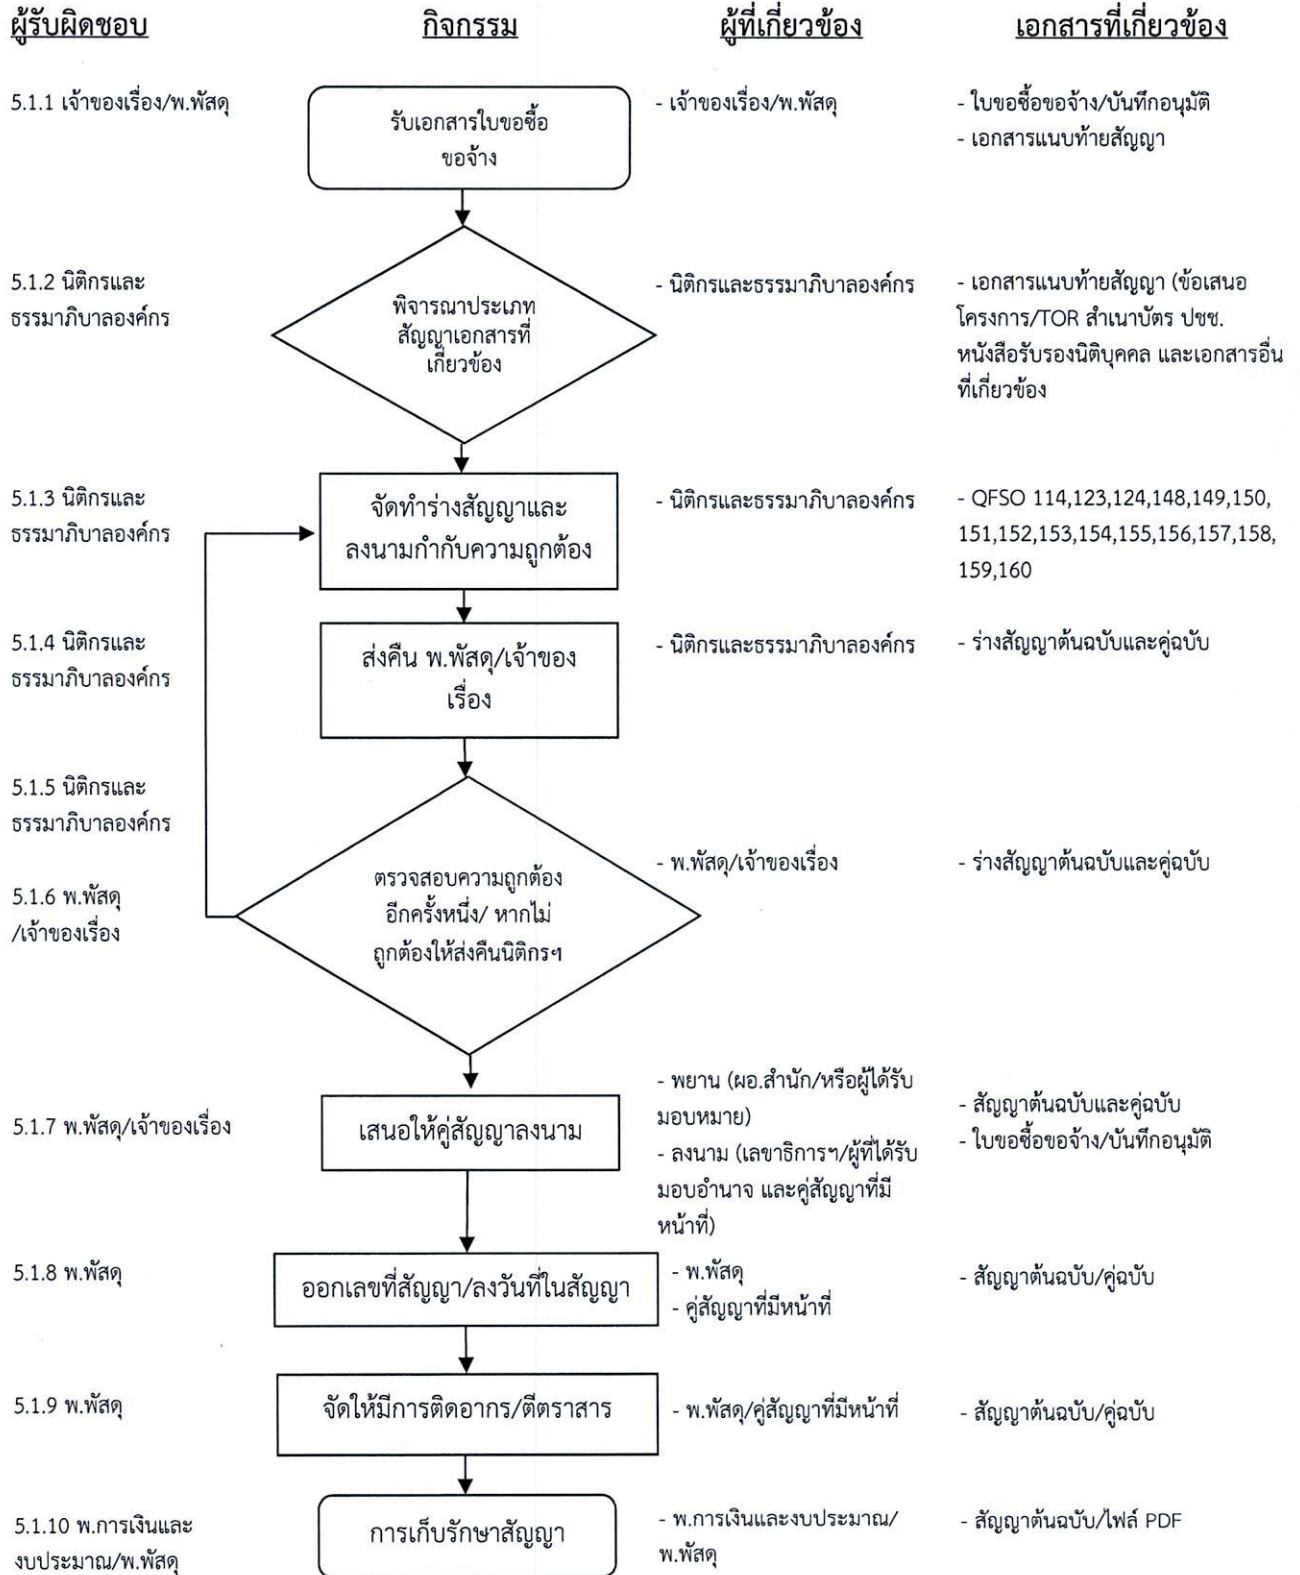 ผู้รับผิดชอบ
กิจกรรม
ผู้ที่เกี่ยวข้อง
เอกสารที่เกี่ยวข้อง
5.1.1 เจ้าของเรื่อง/พ.พัสดุ
รับเอกสารใบขอซื้อ
ขอจ้าง
- เจ้าของเรื่อง/พ.พัสดุ
- ใบขอซื้อขอจ้าง/บันทึกอนุมัติ
- เอกสารแนบท้ายสัญญา
5.1.2 นิติกรและ
ธรรมาภิบาลองค์กร
พิจารณาประเภท
สัญญาเอกสารที่
เกี่ยวข้อง
- นิติกรและธรรมาภิบาลองค์กร
- เอกสารแนบท้ายสัญญา (ข้อเสนอ
โครงการ/TOR สำเนาบัตร ปชช.
หนังสือรับรองนิติบุคคล และเอกสารอื่น
ที่เกี่ยวข้อง
5.1.3 นิติกรและ
ธรรมาภิบาลองค์กร
จัดทำร่างสัญญาและ
ลงนามกำกับความถูกต้อง
- นิติกรและธรรมาภิบาลองค์กร
- QFSO 114,123,124,148,149,150,
151,152,153,154,155,156,157,158,
159,160
5.1.4 นิติกรและ
ธรรมาภิบาลองค์กร
ส่งคืน พ.พัสดุ/เจ้าของ
เรื่อง
- นิติกรและธรรมาภิบาลองค์กร
- ร่างสัญญาต้นฉบับและคู่ฉบับ
5.1.5 นิติกรและ
ธรรมาภิบาลองค์กร
5.1.6 พ.พัสดุ
/เจ้าของเรื่อง
ตรวจสอบความถูกต้อง
อีกครั้งหนึ่ง/ หากไม่
ถูกต้องให้ส่งคืนนิติกรฯ
- พ.พัสดุ/เจ้าของเรื่อง
- ร่างสัญญาต้นฉบับและคู่ฉบับ
5.1.7 พ.พัสดุ/เจ้าของเรื่อง
เสนอให้คู่สัญญาลงนาม
- พยาน (ผอ.สำนัก/หรือผู้ได้รับ
มอบหมาย)
- ลงนาม (เลขาธิการฯ/ผู้ที่ได้รับ
มอบอำนาจ และคู่สัญญาที่มี
หน้าที่)
- สัญญาต้นฉบับและคู่ฉบับ
- ใบขอซื้อขอจ้าง/บันทึกอนุมัติ
5.1.8 พ.พัสดุ
ออกเลขที่สัญญา/ลงวันที่ในสัญญา
- พ.พัสดุ
- คู่สัญญาที่มีหน้าที่
- สัญญาต้นฉบับ/คู่ฉบับ
5.1.9 พ.พัสดุ
จัดให้มีการติดอากร/ตีตราสาร
- พ.พัสดุ/คู่สัญญาที่มีหน้าที่
- สัญญาต้นฉบับ/คู่ฉบับ
5.1.10 พ.การเงินและ
งบประมาณ/พ.พัสดุ
การเก็บรักษาสัญญา
- พ.การเงินและงบประมาณ/
พ.พัสดุ
- สัญญาต้นฉบับ/ไฟล์ PDF